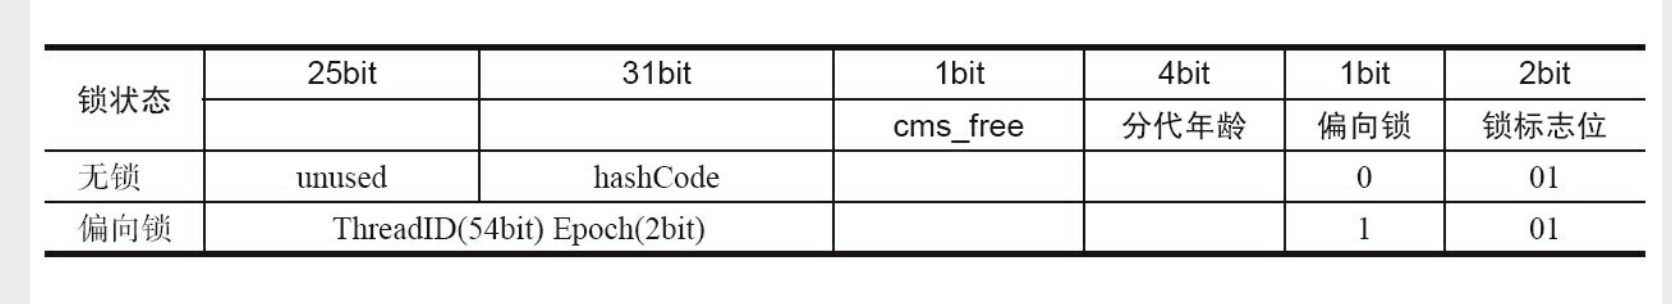 锁状态 25bit 31bit 1bit 4bit 1bit 2bit
cms_free 分代年龄 偏向锁 锁标志位
无锁 unused hashCode 0 01
偏向锁 ThreadID(54bit) Epoch(2bit) 1 01